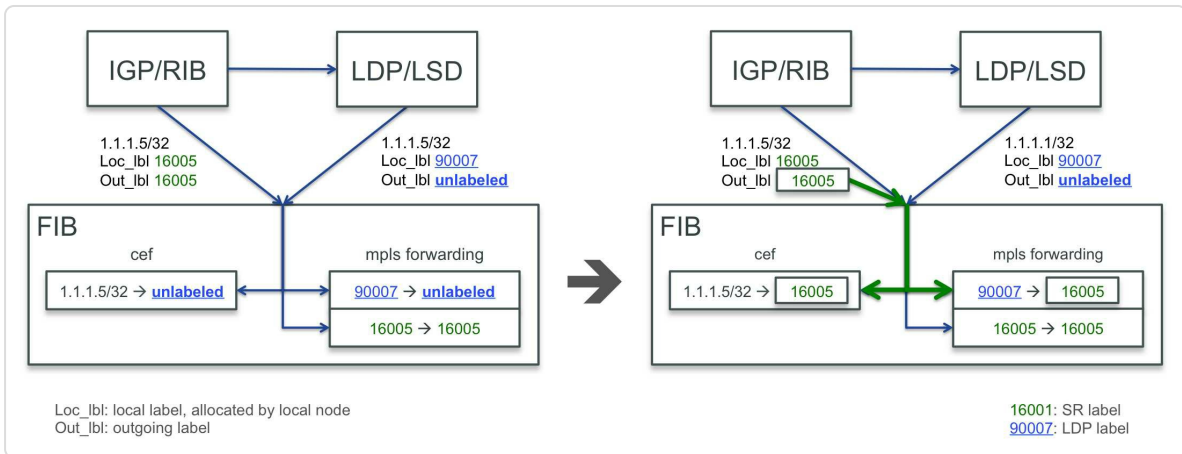 IGP/RIB
LDP/LSD
1.1.1.5/32
Loc_lbl 16005
Out_lbl 16005
1.1.1.5/32
Loc_lbl 90007
Out_lbl unlabeled
FIB
cef
mpls forwarding
1.1.1.5/32 → unlabeled
90007 → unlabeled
16005 → 16005
Loc_lbl: local label, allocated by local node
Out_lbl: outgoing label
IGP/RIB
LDP/LSD
1.1.1.5/32
Loc_lbl 16005
Out_lbl 16005
1.1.1.1/32
Loc_lbl 90007
Out_lbl unlabeled
FIB
cef
mpls forwarding
1.1.1.5/32 → 16005
90007 → 16005
16005 → 16005
16001: SR label
90007: LDP label